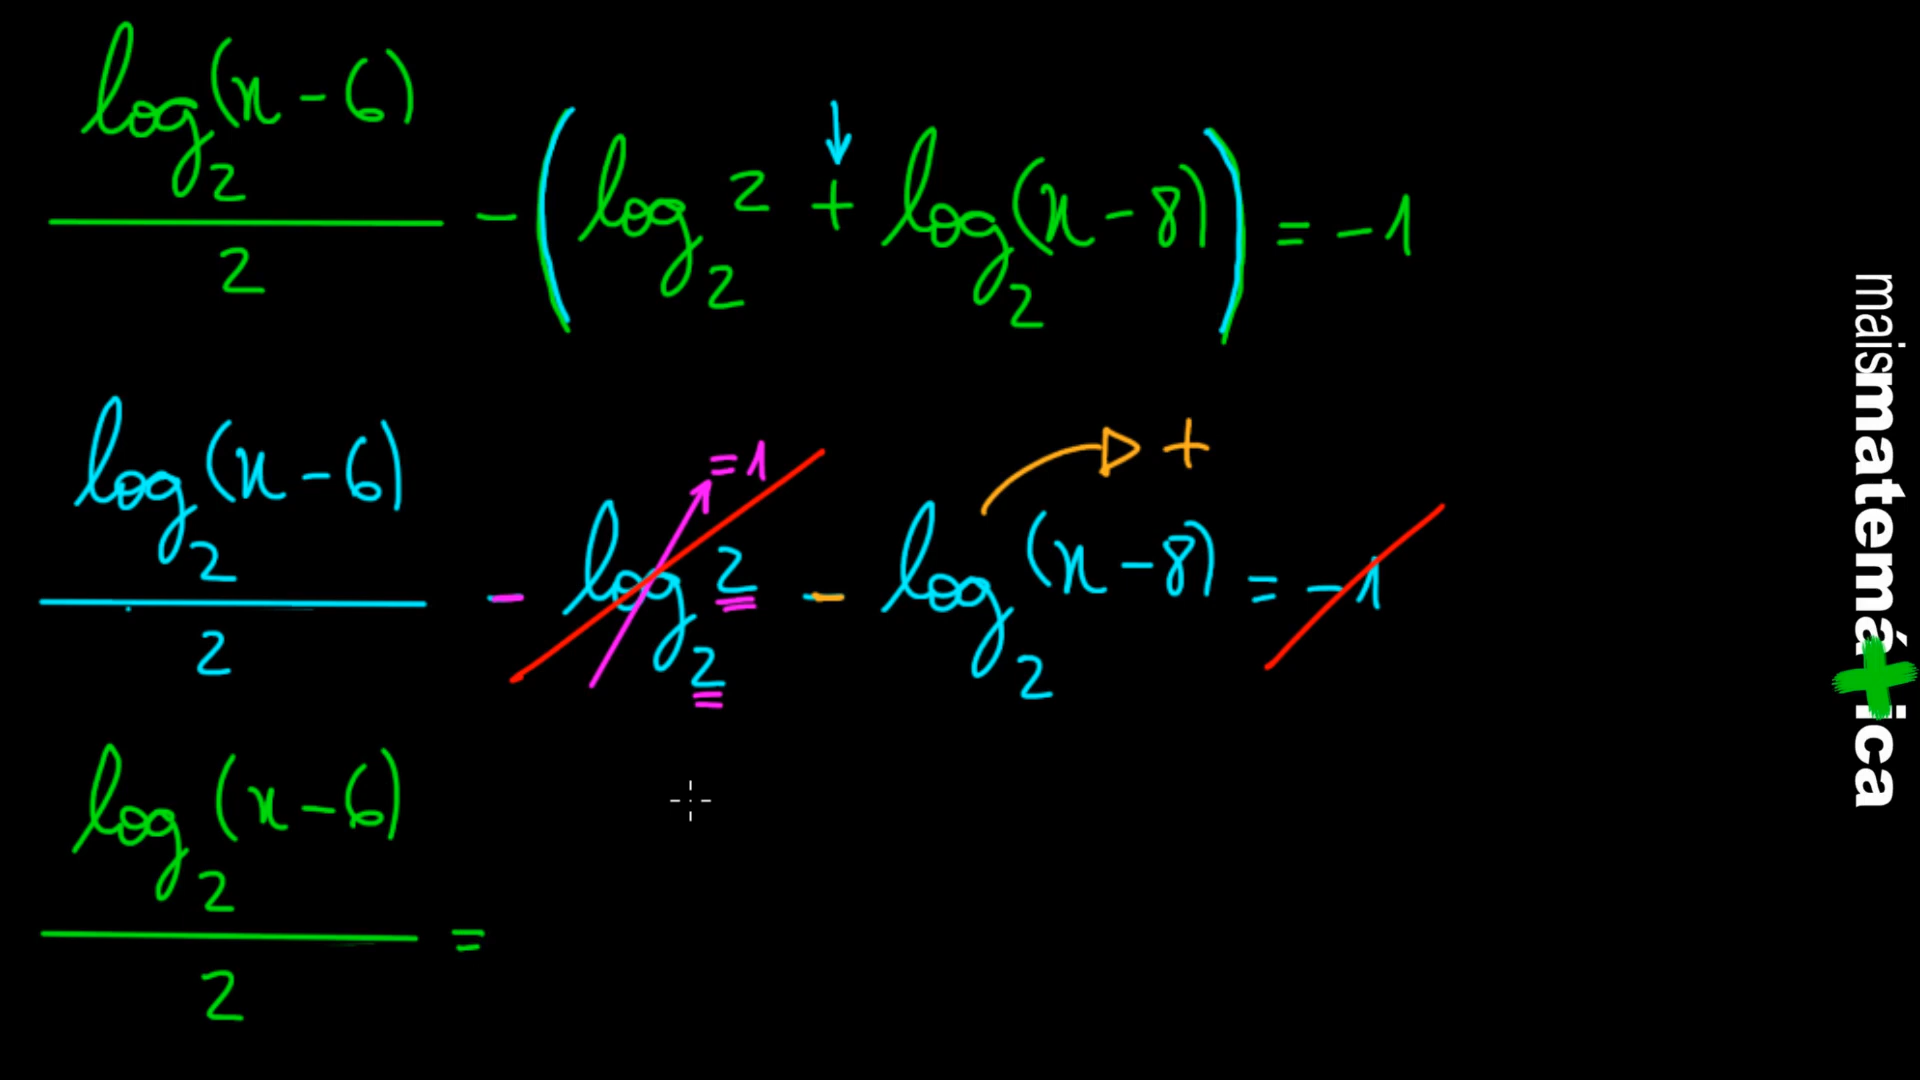 log₂(x-6)/2 - (log₂ 2 + log₂(x-8)) = -1
log₂(x-6)/2 - log₂ 2 - log₂(x-8) = -1
=1
+
log₂(x-6)/2 =
maismatemática